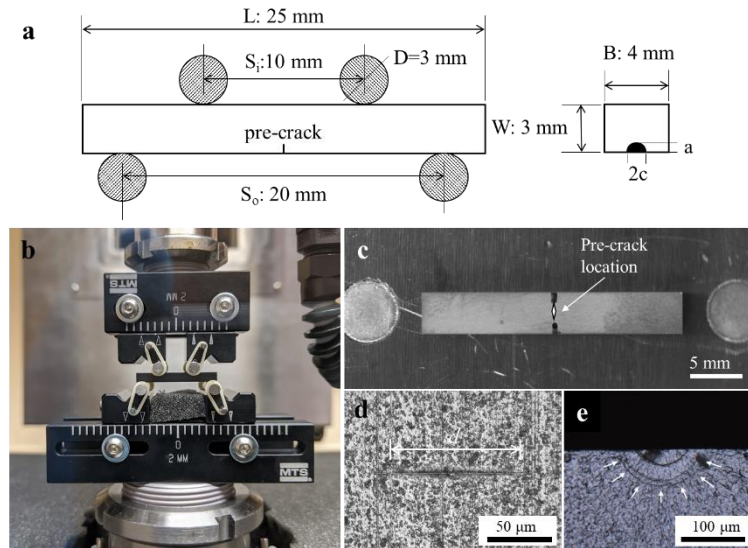 a
L: 25 mm
Sᵢ:10 mm
D=3 mm
pre-crack
Sₒ: 20 mm
B: 4 mm
W: 3 mm
a
2c
b
MTS
2 MM
0
0
2 MM
MTS
c
Pre-crack
location
5 mm
d
50 μm
e
100 μm